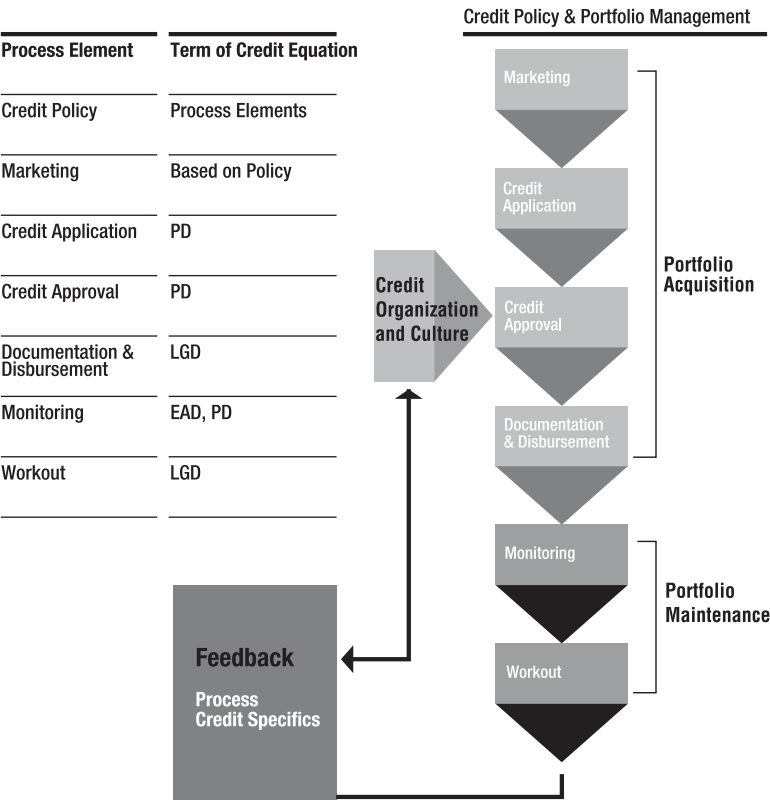 Credit Policy & Portfolio Management
Process Element Term of Credit Equation
Credit Policy Process Elements
Marketing Based on Policy
Credit Application PD
Credit Approval PD
Documentation & LGD
Disbursement
Monitoring EAD, PD
Workout LGD
Credit
Organization
and Culture
Marketing
Credit
Application
Credit
Approval
Documentation
& Disbursement
Portfolio
Acquisition
Monitoring
Workout
Portfolio
Maintenance
Feedback
Process
Credit Specifics